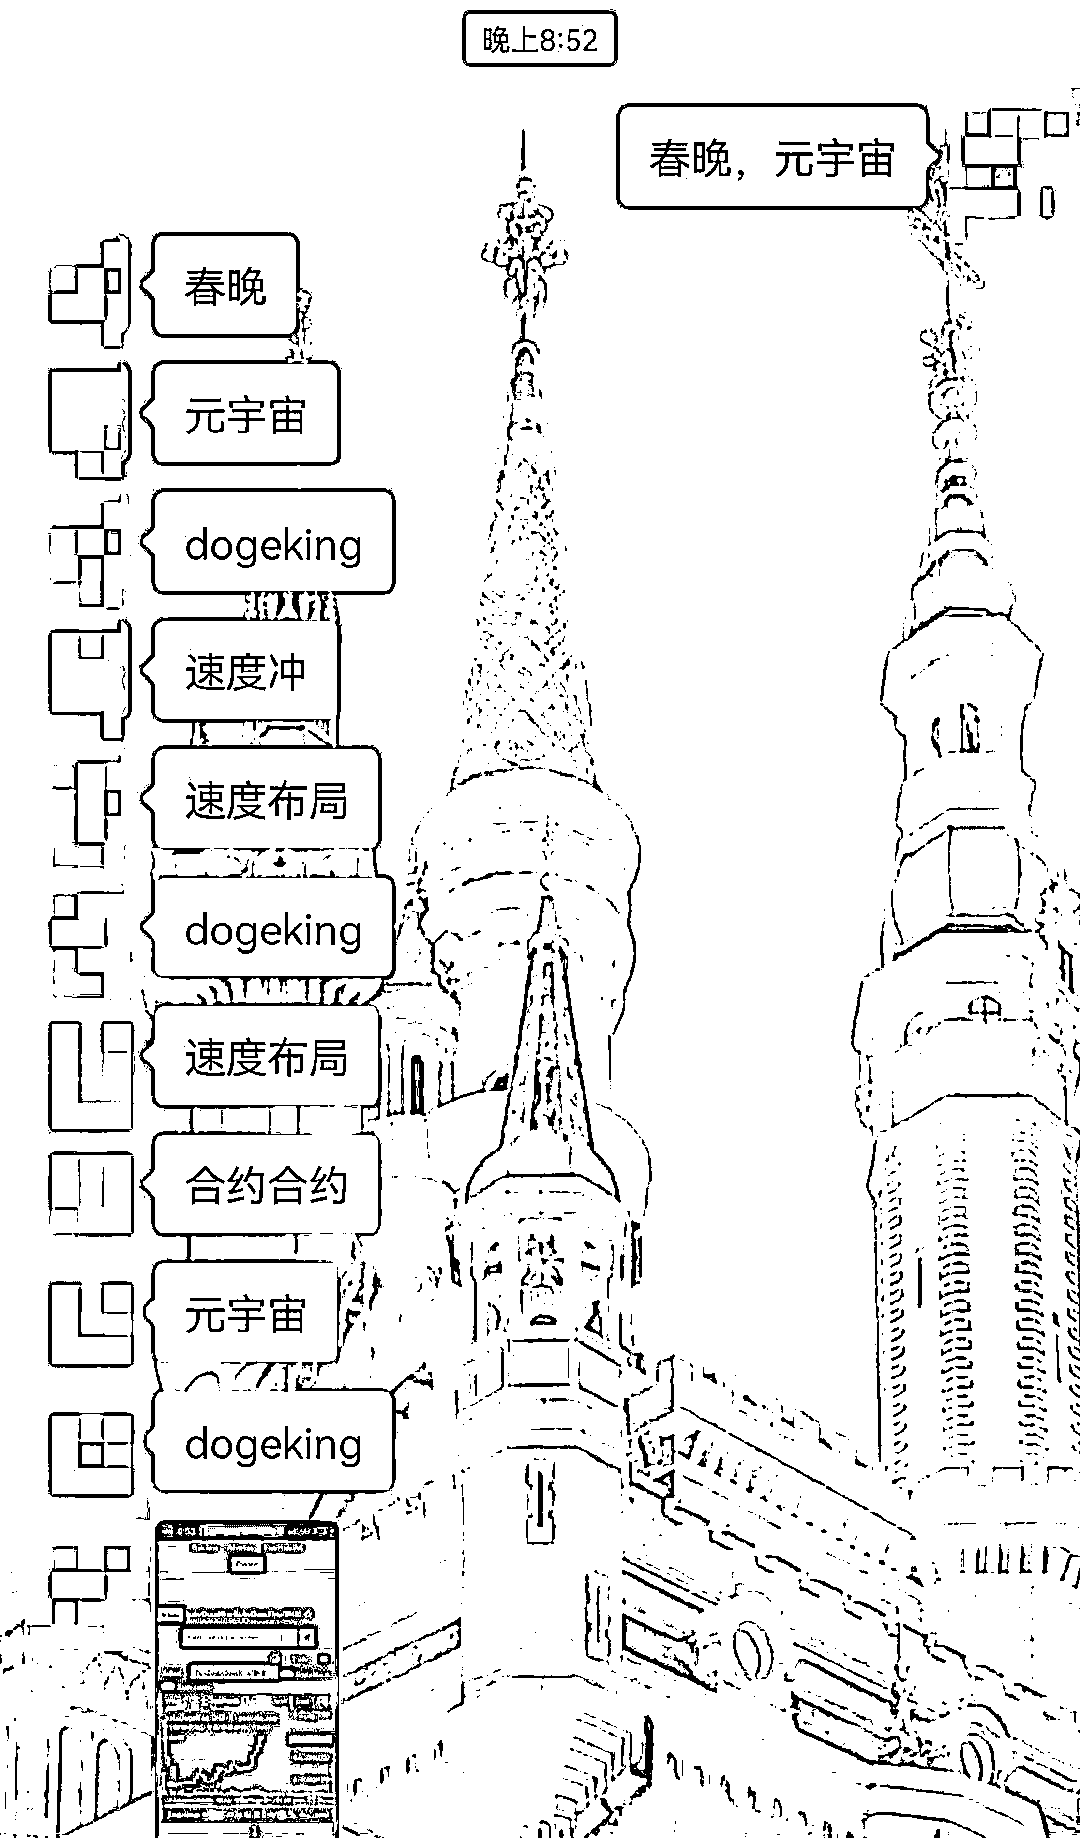 晚上8:52
春晚，元宇宙
春晚
元宇宙
dogeking
速度冲
速度布局
dogeking
速度布局
合约合约
元宇宙
dogeking